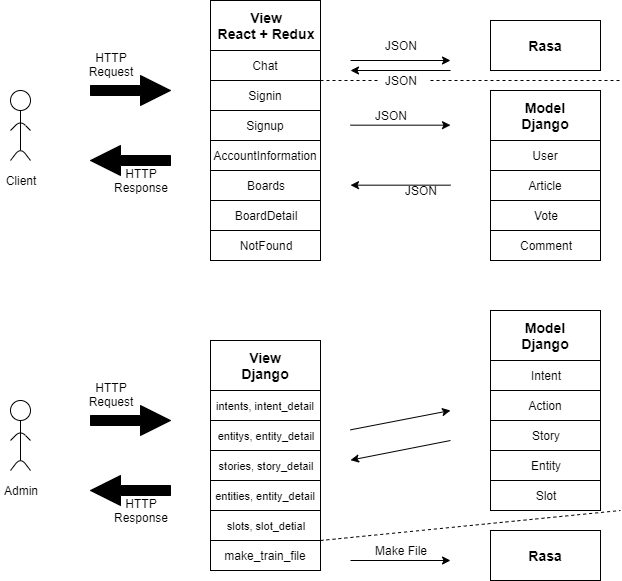 HTTP
Request
HTTP
Response
Client
View
React + Redux
Chat
Signin
Signup
AccountInformation
Boards
BoardDetail
NotFound
JSON
JSON
JSON
JSON
Rasa
Model
Django
User
Article
Vote
Comment
HTTP
Request
HTTP
Response
Admin
View
Django
intents, intent_detail
entitys, entity_detail
stories, story_detail
entities, entity_detail
slots, slot_detial
make_train_file
Make File
Model
Django
Intent
Action
Story
Entity
Slot
Rasa